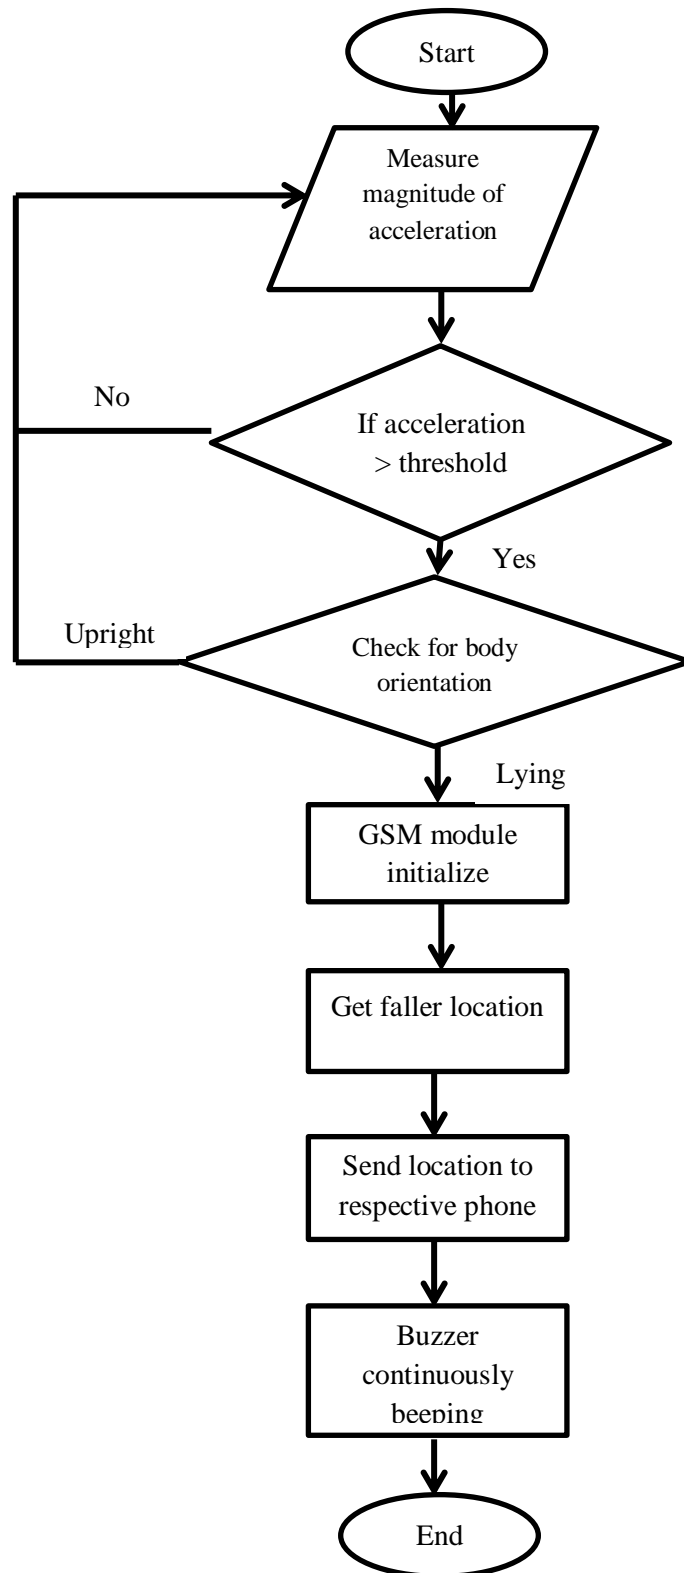 Start
Measure
magnitude of
acceleration
No
If acceleration
> threshold
Yes
Upright
Check for body
orientation
Lying
GSM module
initialize
Get faller location
Send location to
respective phone
Buzzer
continuously
beeping
End